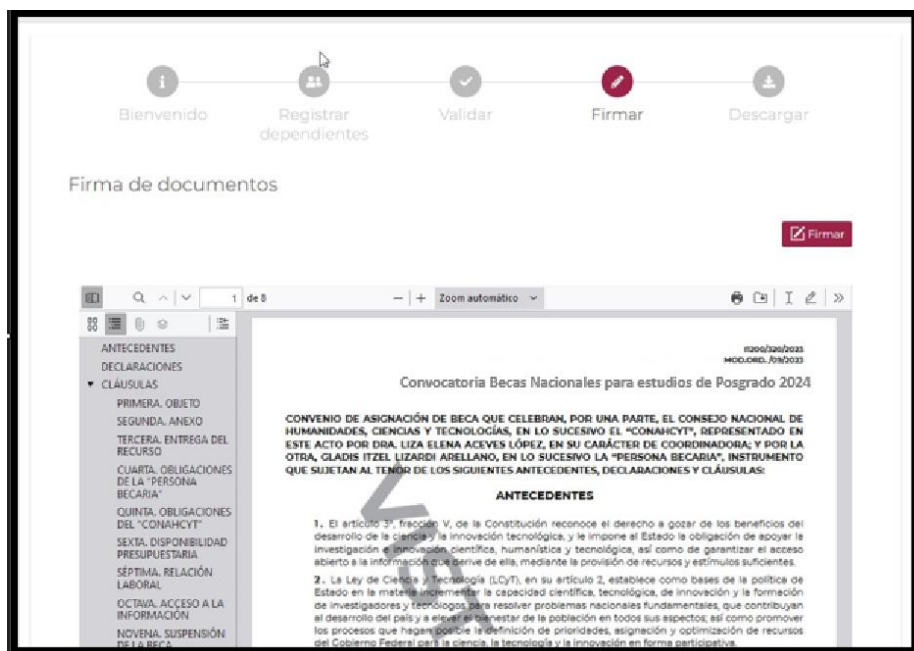 Bienvenido
Registrar
dependientes
Validar
Firmar
Descargar
Firma de documentos
Firmar
1 de 8
Zoom automático
ANTECEDENTES
DECLARACIONES
CLÁUSULAS
PRIMERA. OBJETO
SEGUNDA. ANEXO
TERCERA. ENTREGA DEL
RECURSO
CUARTA. OBLIGACIONES
DE LA "PERSONA
BECARIA"
QUINTA. OBLIGACIONES
DEL "CONAHCYT"
SEXTA. DISPONIBILIDAD
PRESUPUESTARIA
SÉPTIMA. RELACIÓN
LABORAL
OCTAVA. ACCESO A LA
INFORMACIÓN
NOVENA. SUSPENSIÓN
DE LA BECA
I1200/320/2023
MOD.ORD. /09/2023
Convocatoria Becas Nacionales para estudios de Posgrado 2024
CONVENIO DE ASIGNACIÓN DE BECA QUE CELEBRAN, POR UNA PARTE, EL CONSEJO NACIONAL DE
HUMANIDADES, CIENCIAS Y TECNOLOGÍAS, EN LO SUCESIVO EL "CONAHCYT", REPRESENTADO EN
ESTE ACTO POR DRA. LIZA ELENA ACEVES LÓPEZ, EN SU CARÁCTER DE COORDINADORA; Y POR LA
OTRA, GLADIS ITZEL LIZARDI ARELLANO, EN LO SUCESIVO LA "PERSONA BECARIA", INSTRUMENTO
QUE SUJETAN AL TENOR DE LOS SIGUIENTES ANTECEDENTES, DECLARACIONES Y CLÁUSULAS:
ANTECEDENTES
1. El artículo 3º, fracción V, de la Constitución reconoce el derecho a gozar de los beneficios del
desarrollo de la ciencia y la innovación tecnológica, y le impone al Estado la obligación de apoyar la
investigación e innovación científica, humanística y tecnológica, así como de garantizar el acceso
abierto a la información que derive de ella, mediante la provisión de recursos y estímulos suficientes.
2. La Ley de Ciencia y Tecnología (LCyT), en su artículo 2, establece como bases de la política de
Estado en la materia incrementar la capacidad científica, tecnológica, de innovación y la formación
de investigadores y tecnólogos para resolver problemas nacionales fundamentales, que contribuyan
al desarrollo del país y a elevar el bienestar de la población en todos sus aspectos; así como promover
los procesos que hagan posible la definición de prioridades, asignación y optimización de recursos
del Gobierno Federal para la ciencia, la tecnología y la innovación en forma participativa.